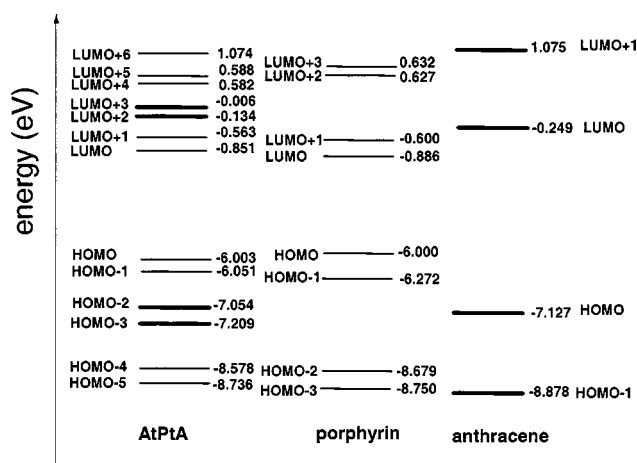 energy (eV)
LUMO+6 1.074
LUMO+5 0.588
LUMO+4 0.582
LUMO+3 -0.006
LUMO+2 -0.134
LUMO+1 -0.563
LUMO -0.851
HOMO -6.003
HOMO-1 -6.051
HOMO-2 -7.054
HOMO-3 -7.209
HOMO-4 -8.578
HOMO-5 -8.736
AtPtA
LUMO+3 0.632
LUMO+2 0.627
LUMO+1 -0.600
LUMO -0.886
HOMO -6.000
HOMO-1 -6.272
HOMO-2 -8.679
HOMO-3 -8.750
porphyrin
1.075 LUMO+1
-0.249 LUMO
-7.127 HOMO
-8.878 HOMO-1
anthracene